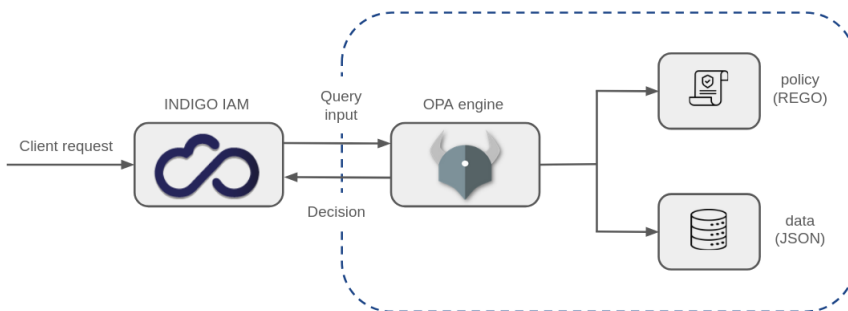 INDIGO IAM
Client request
Query
input
Decision
OPA engine
policy
(REGO)
data
(JSON)